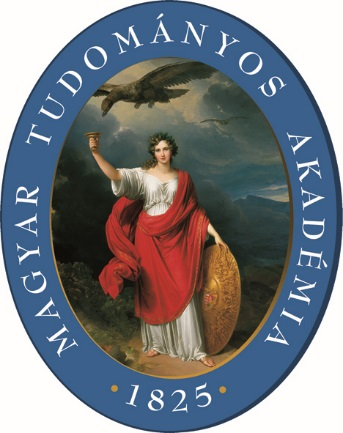 MAGYAR TUDOMÁNYOS AKADÉMIA
· 1825 ·